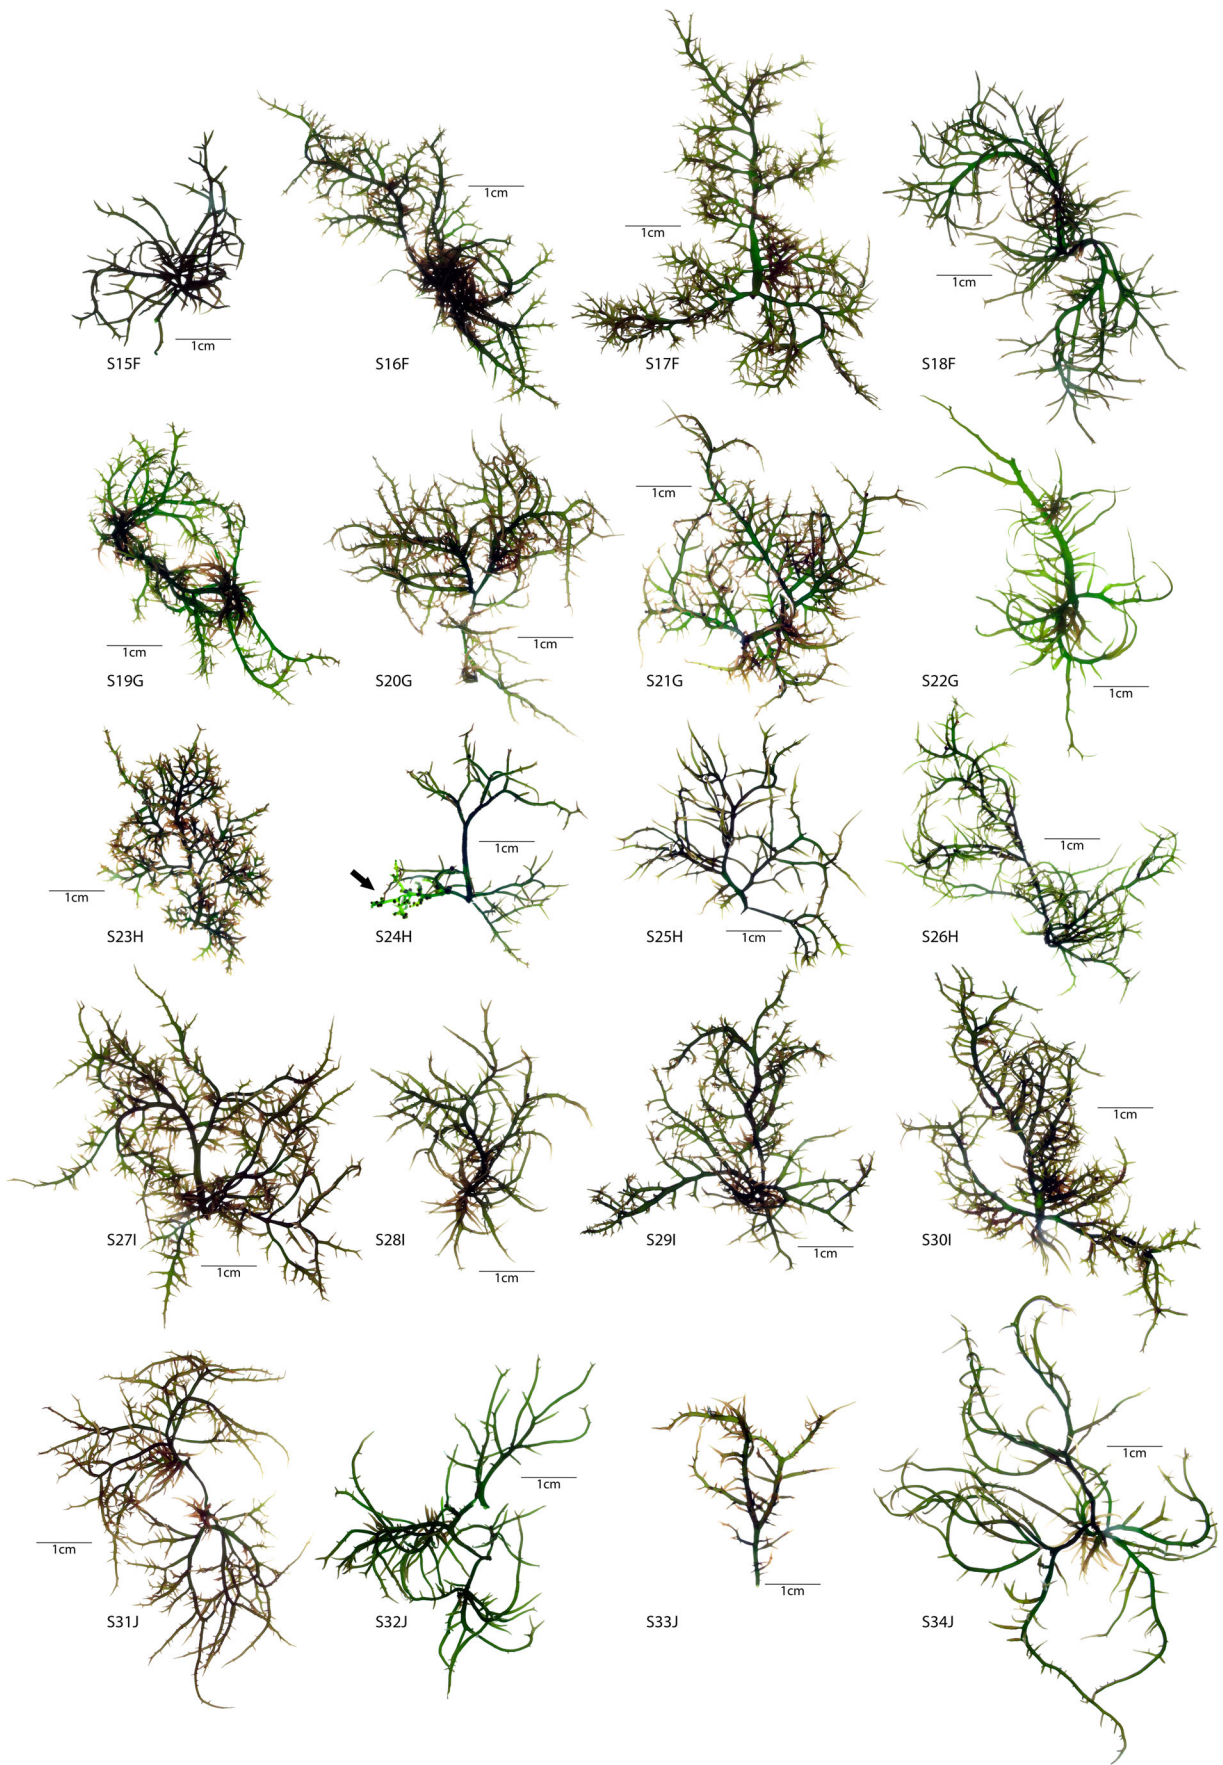 1cm
S15F
1cm
S16F
1cm
S17F
1cm
S18F
1cm
S19G
1cm
S20G
1cm
S21G
1cm
S22G
1cm
S23H
1cm
S24H
1cm
S25H
1cm
S26H
1cm
S27I
1cm
S28I
1cm
S29I
1cm
S30I
1cm
S31J
1cm
S32J
1cm
S33J
1cm
S34J